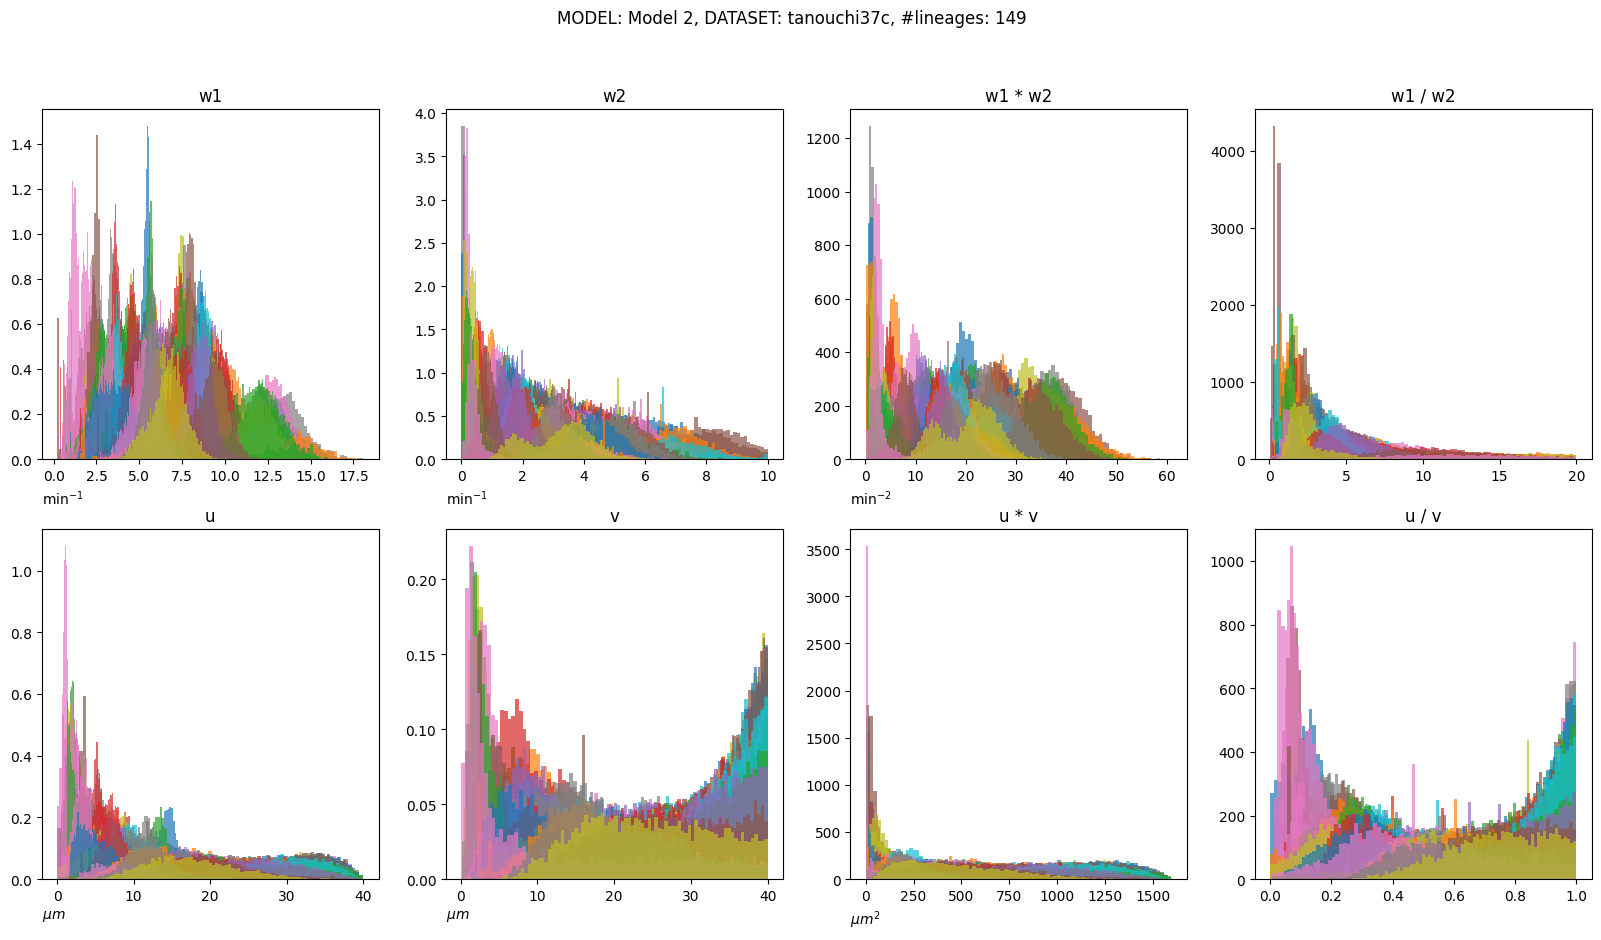 MODEL: Model 2, DATASET: tanouchi37c, #lineages: 149
w1
w2
w1 * w2
w1 / w2
1.4
1.2
1.0
0.8
0.6
0.4
0.2
0.0
0.0 2.5 5.0 7.5 10.0 12.5 15.0 17.5
min⁻¹
4.0
3.5
3.0
2.5
2.0
1.5
1.0
0.5
0.0
0 2 4 6 8 10
min⁻¹
1200
1000
800
600
400
200
0
0 10 20 30 40 50 60
min⁻²
4000
3000
2000
1000
0
0 5 10 15 20
u
v
u * v
u / v
1.0
0.8
0.6
0.4
0.2
0.0
0 10 20 30 40
μm
0.20
0.15
0.10
0.05
0.00
0 10 20 30 40
μm
3500
3000
2500
2000
1500
1000
500
0
0 250 500 750 1000 1250 1500
μm²
1000
800
600
400
200
0
0.0 0.2 0.4 0.6 0.8 1.0